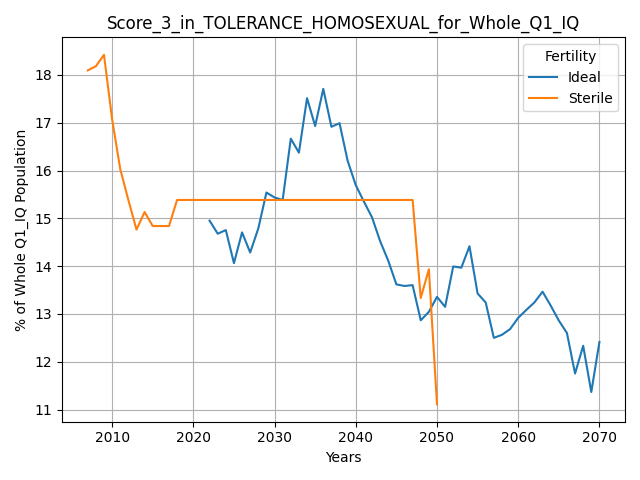 Score_3_in_TOLERANCE_HOMOSEXUAL_for_Whole_Q1_IQ
Fertility
Ideal
Sterile
% of Whole Q1_IQ Population
18
17
16
15
14
13
12
11
2010
2020
2030
2040
2050
2060
2070
Years